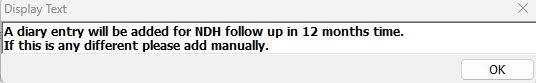 Display Text
A diary entry will be added for NDH follow up in 12 months time.
If this is any different please add manually.
OK